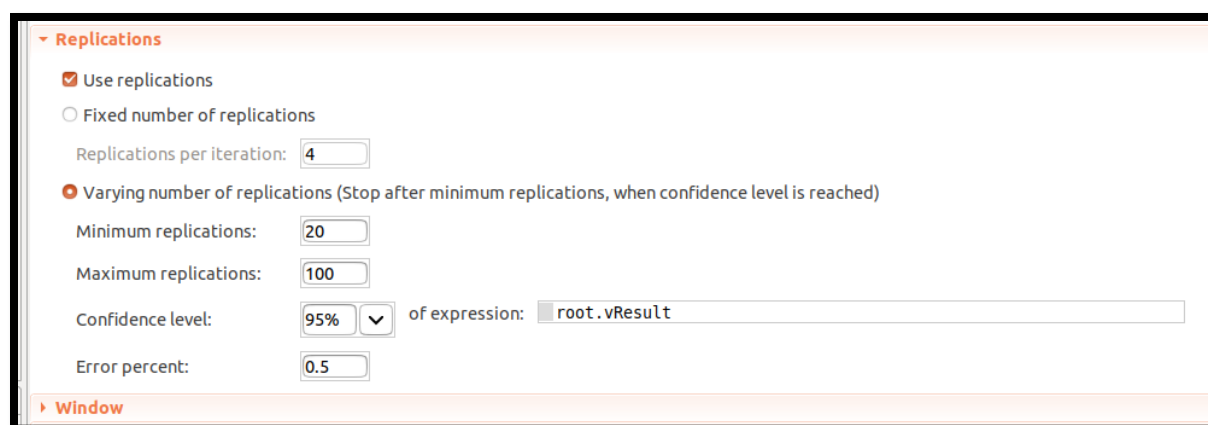 Replications
Use replications
Fixed number of replications
Replications per iteration: 4
Varying number of replications (Stop after minimum replications, when confidence level is reached)
Minimum replications: 20
Maximum replications: 100
Confidence level: 95% of expression: root.vResult
Error percent: 0.5
Window